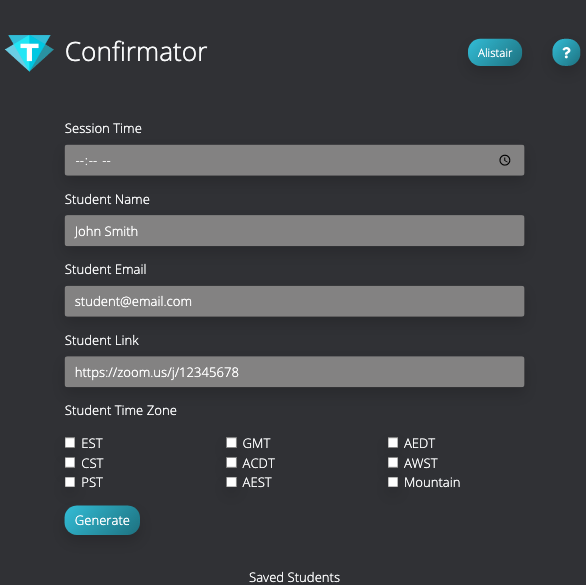 T Confirmator
Alistair
?
Session Time
--:-- --
Student Name
John Smith
Student Email
student@email.com
Student Link
https://zoom.us/j/12345678
Student Time Zone
EST GMT AEDT
CST ACDT AWST
PST AEST Mountain
Generate
Saved Students